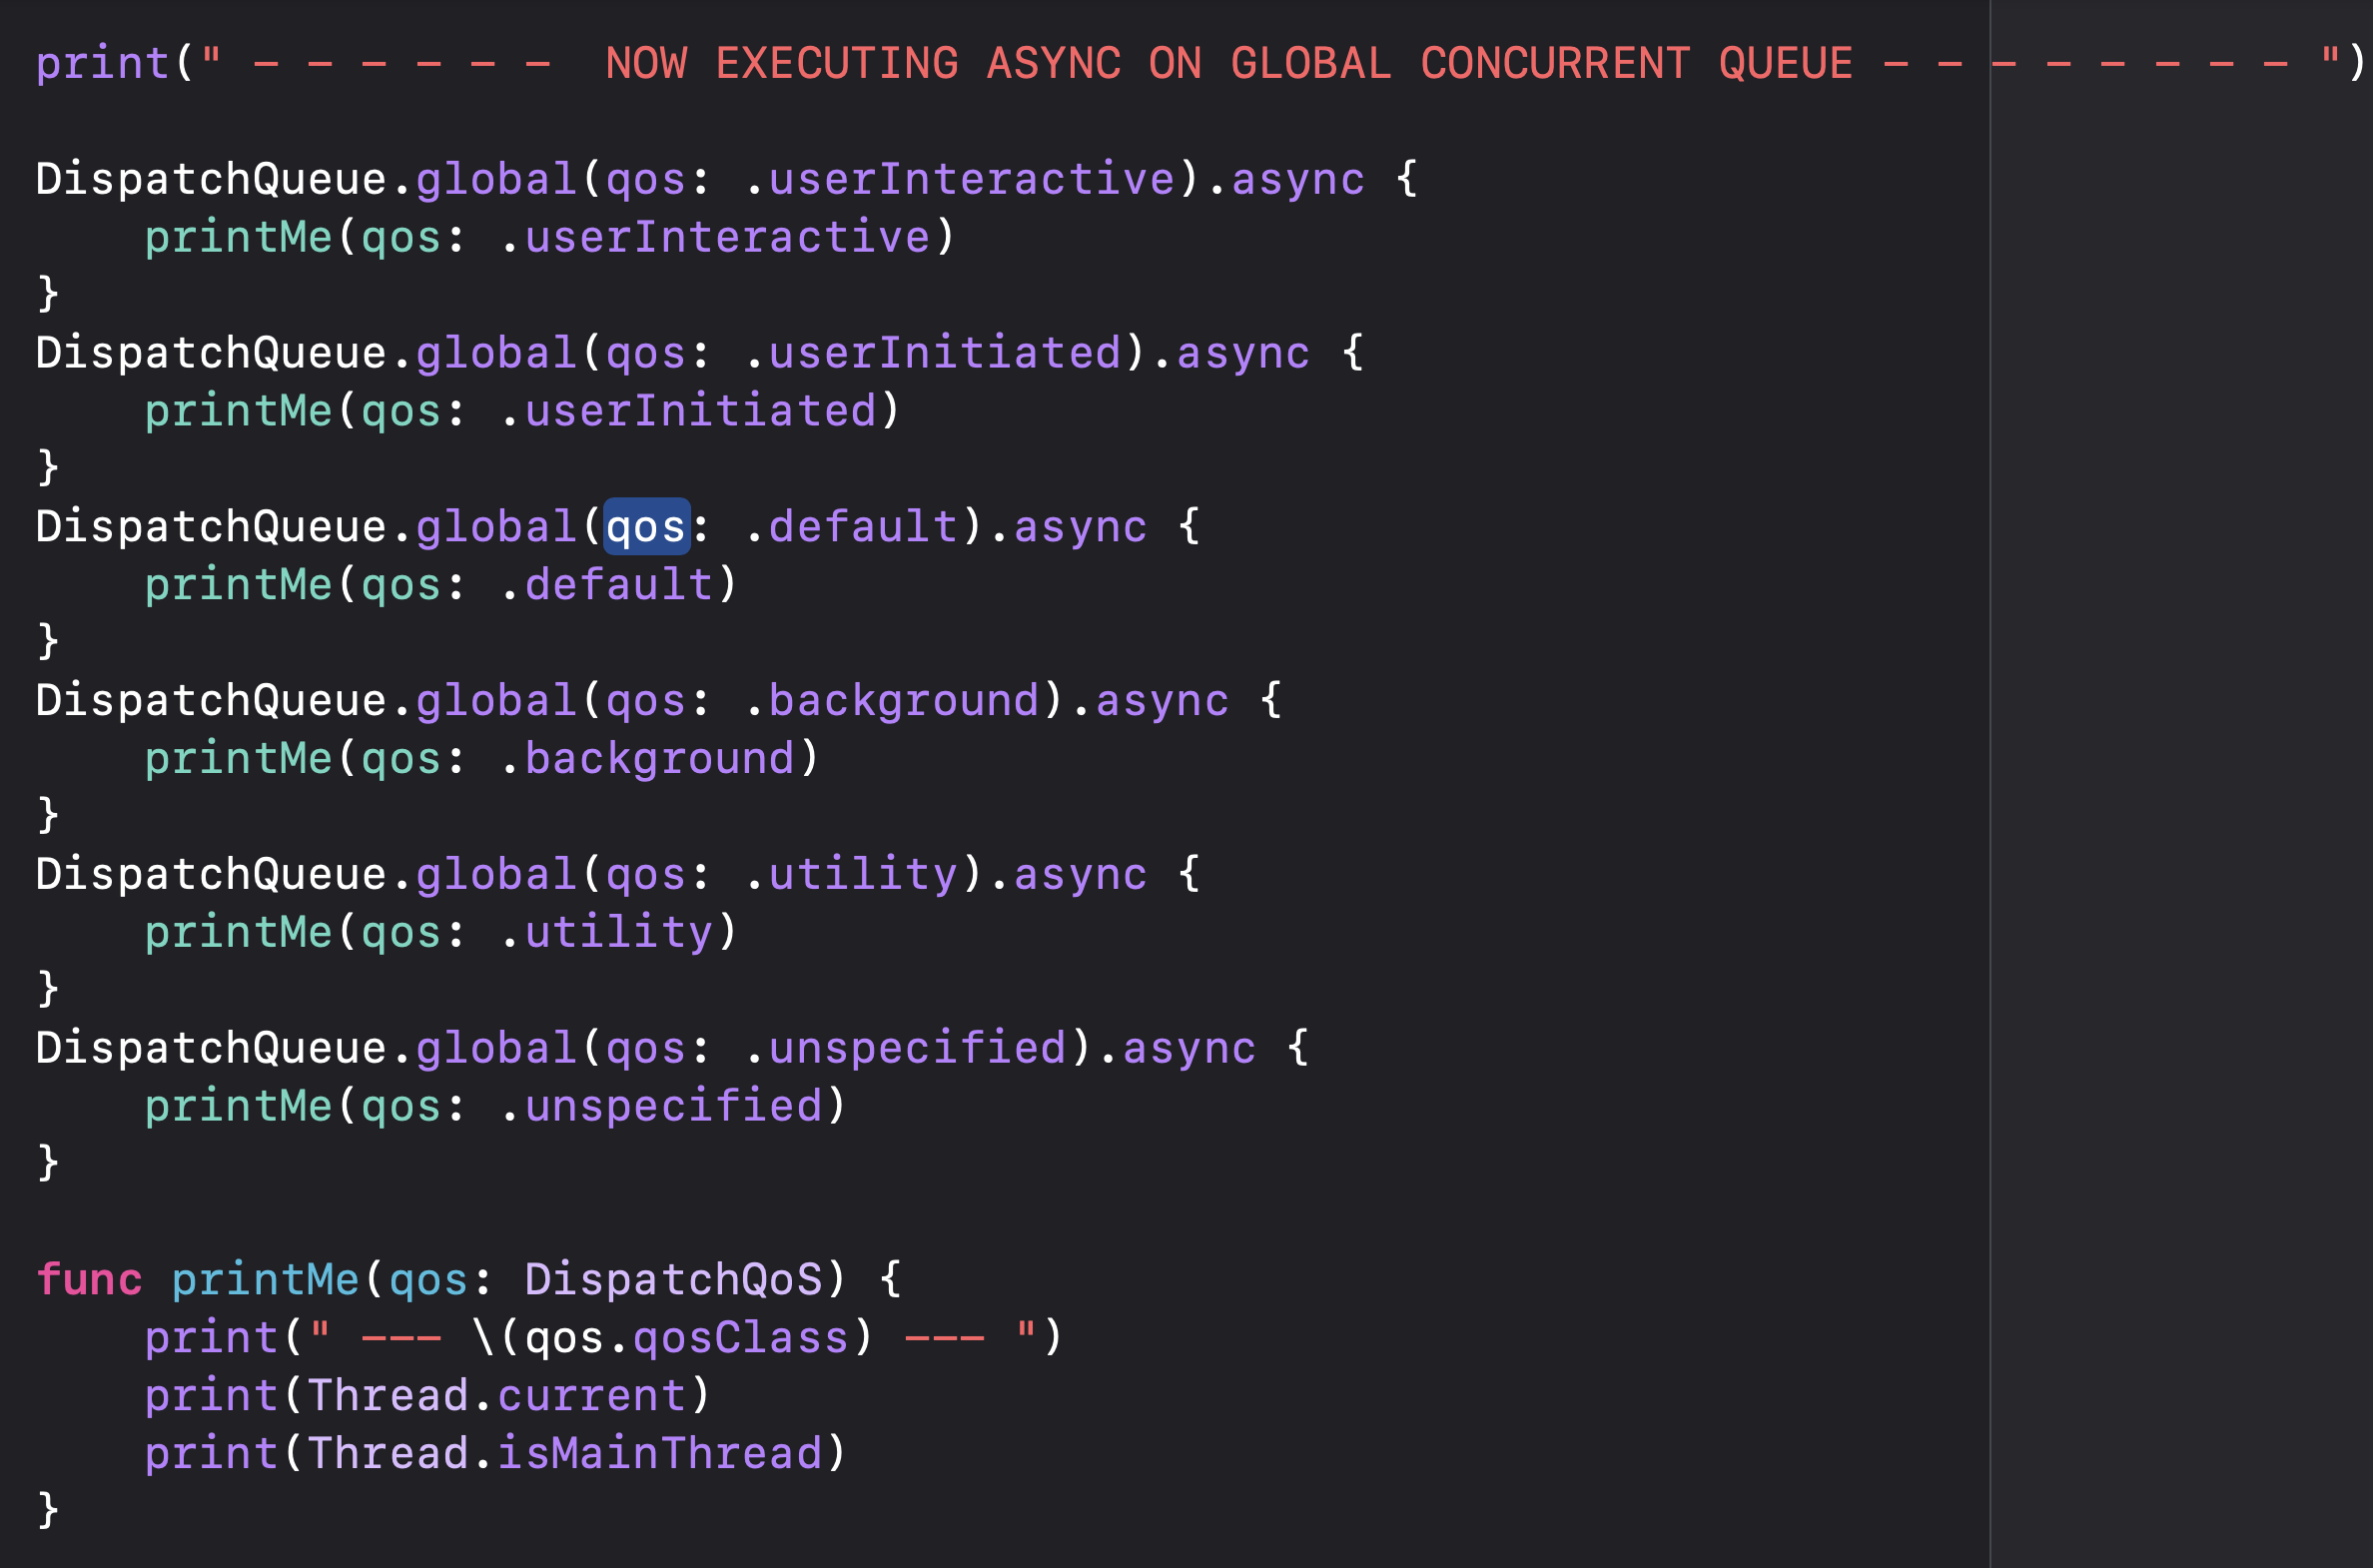 print(" - - - - - -  NOW EXECUTING ASYNC ON GLOBAL CONCURRENT QUEUE - - - - - - - - ")
DispatchQueue.global(qos: .userInteractive).async {
    printMe(qos: .userInteractive)
}
DispatchQueue.global(qos: .userInitiated).async {
    printMe(qos: .userInitiated)
}
DispatchQueue.global(qos: .default).async {
    printMe(qos: .default)
}
DispatchQueue.global(qos: .background).async {
    printMe(qos: .background)
}
DispatchQueue.global(qos: .utility).async {
    printMe(qos: .utility)
}
DispatchQueue.global(qos: .unspecified).async {
    printMe(qos: .unspecified)
}
func printMe(qos: DispatchQoS) {
    print(" --- \(qos.qosClass) --- ")
    print(Thread.current)
    print(Thread.isMainThread)
}